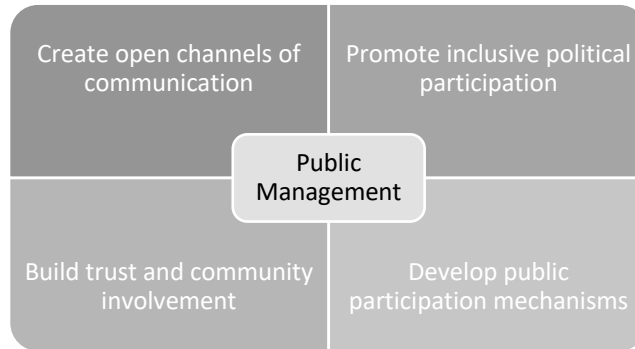 Create open channels of
communication
Promote inclusive political
participation
Public
Management
Build trust and community
involvement
Develop public
participation mechanisms